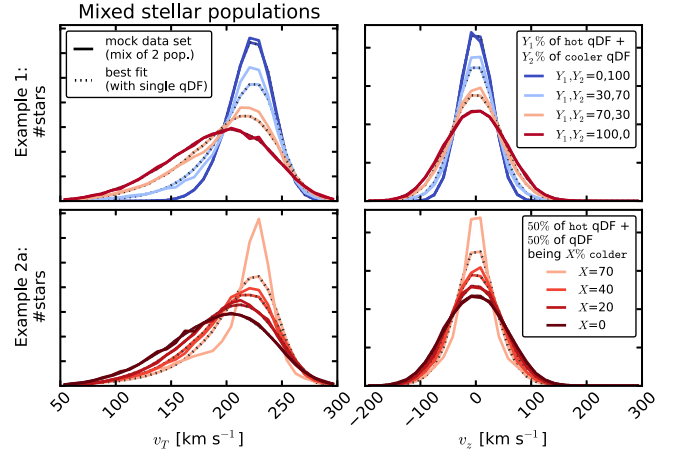 Mixed stellar populations
Example 1:
#stars
mock data set
(mix of 2 pop.)
best fit
(with single qDF)
Y₁% of hot qDF +
Y₂% of cooler qDF
Y₁,Y₂=0,100
Y₁,Y₂=30,70
Y₁,Y₂=70,30
Y₁,Y₂=100,0
Example 2a:
#stars
50% of hot qDF +
50% of qDF
being X% colder
X=70
X=40
X=20
X=0
50 100 150 200 250 300
−200 −100 0 100 200 300
v_T [km s⁻¹]
v_z [km s⁻¹]